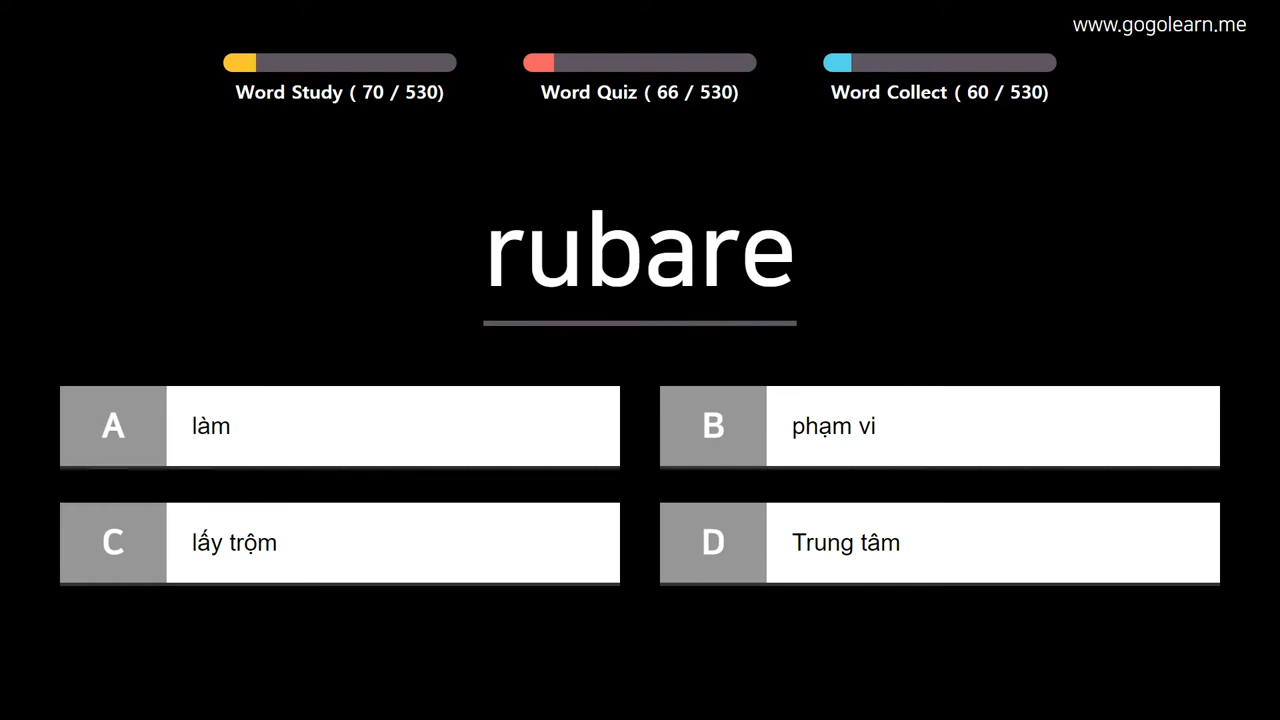 www.gogolearn.me
Word Study ( 70 / 530)
Word Quiz ( 66 / 530)
Word Collect ( 60 / 530)
rubare
A làm
B phạm vi
C lấy trộm
D Trung tâm